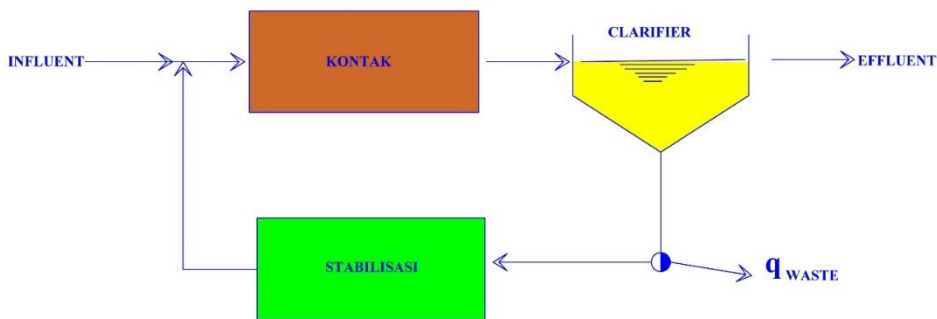 CLARIFIER
INFLUENT
KONTAK
EFFLUENT
STABILISASI
q WASTE